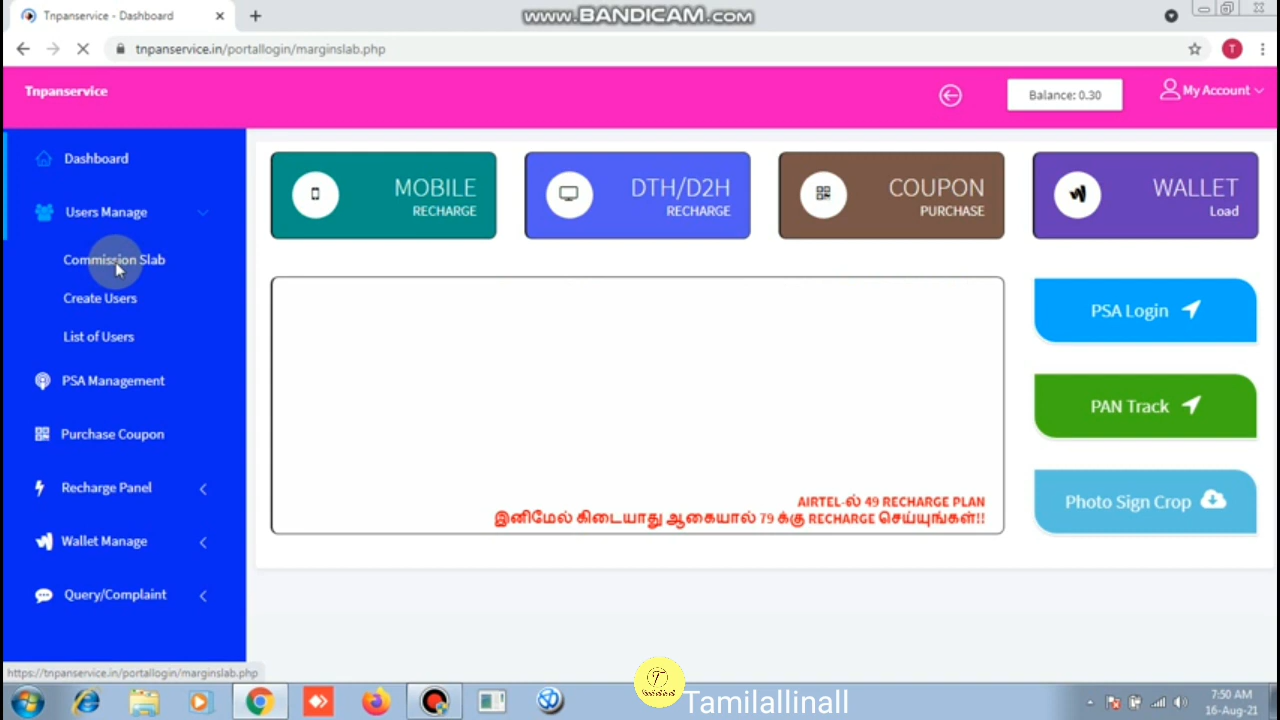 Tnpanservice - Dashboard
www.BANDICAM.com
tnpanservice.in/portallogin/marginslab.php
T
Tnpanservice
Balance: 0.30
My Account
Dashboard
Users Manage
Commission Slab
Create Users
List of Users
PSA Management
Purchase Coupon
Recharge Panel
Wallet Manage
Query/Complaint
MOBILE
RECHARGE
DTH/D2H
RECHARGE
COUPON
PURCHASE
WALLET
Load
AIRTEL-ல் 49 RECHARGE PLAN
இனிமேல் கிடையாது ஆகையால் 79 க்கு RECHARGE செய்யுங்கள்!!
PSA Login
PAN Track
Photo Sign Crop
https://tnpanservice.in/portallogin/marginslab.php
Tamilallinall
7:50 AM
16-Aug-21